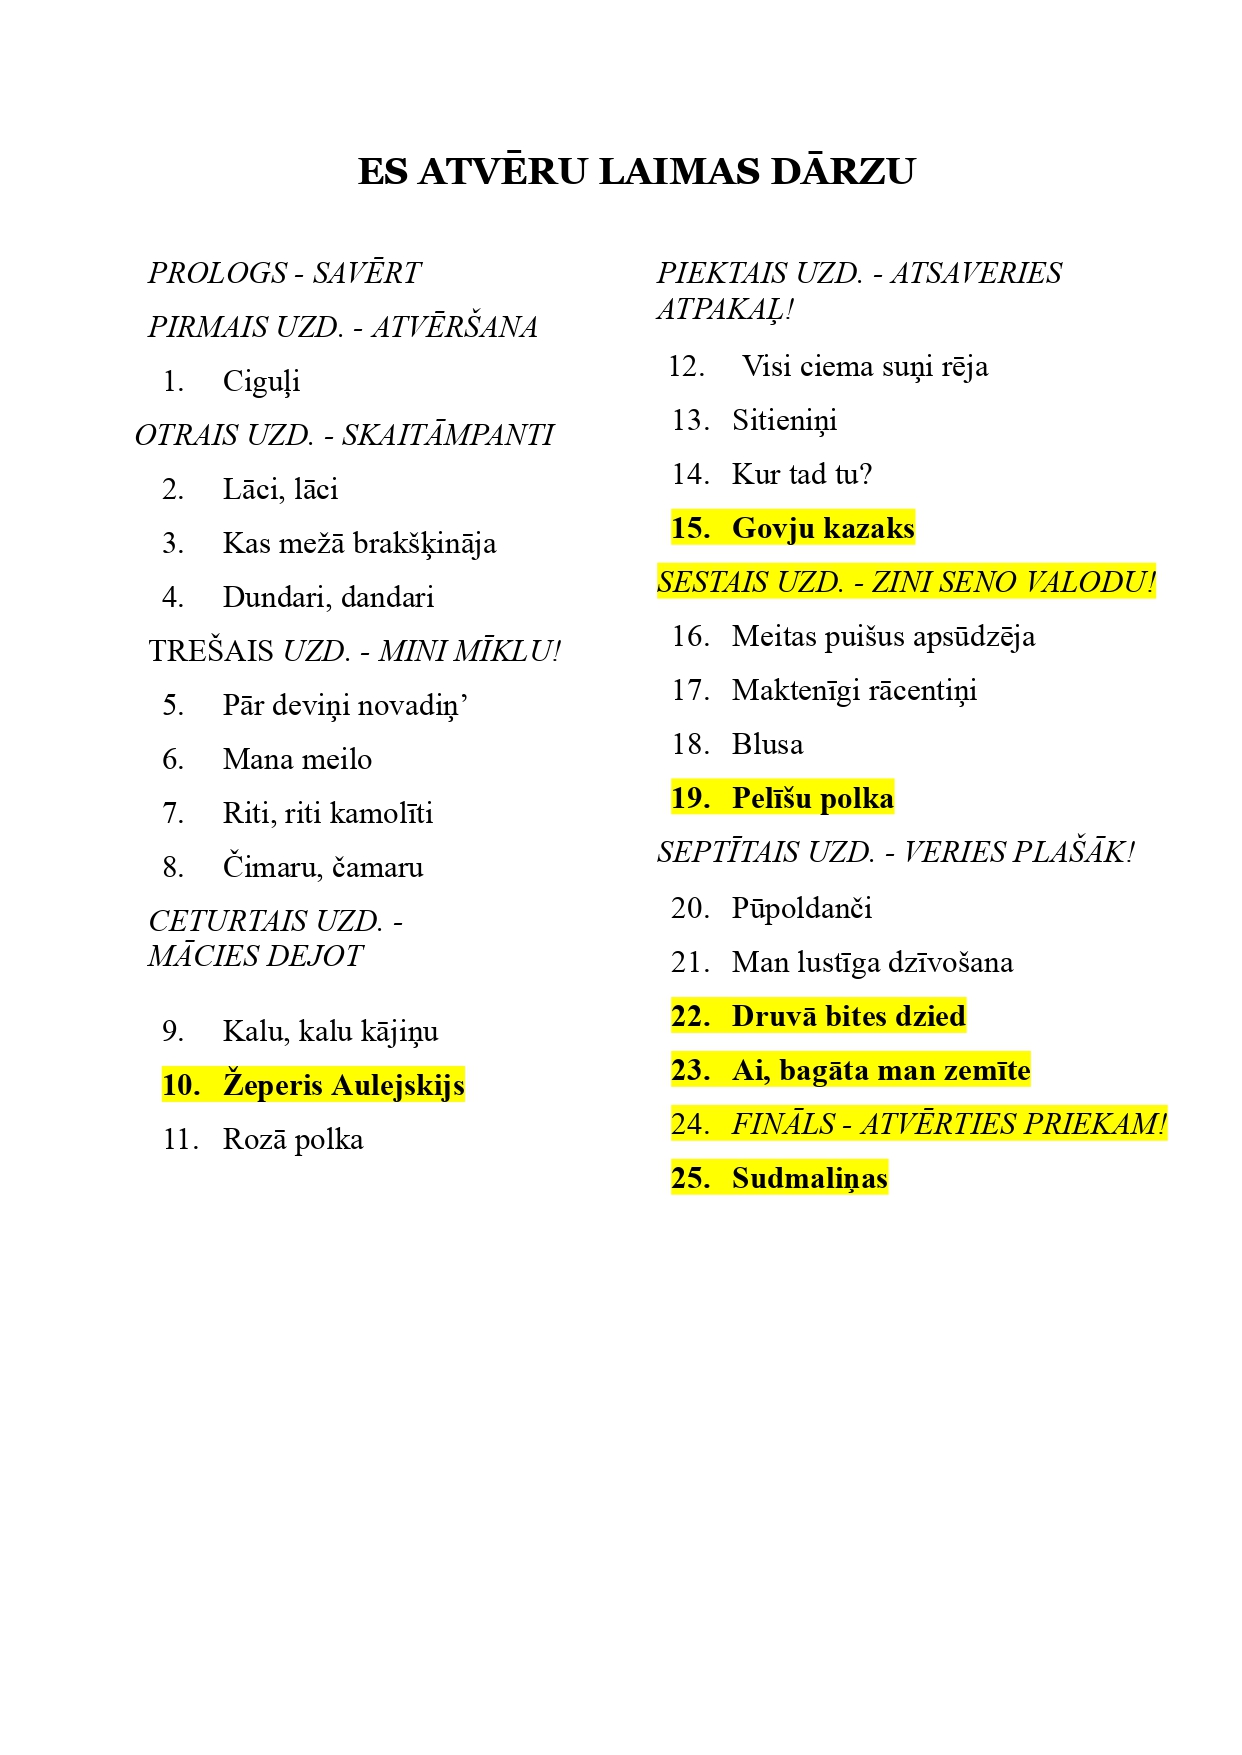 ES ATVĒRU LAIMAS DĀRZU
PROLOGS - SAVĒRT
PIRMAIS UZD. - ATVĒRŠANA
1. Ciguļi
OTRAIS UZD. - SKAITĀMPANTI
2. Lāci, lāci
3. Kas mežā brakšķināja
4. Dundari, dandari
TREŠAIS UZD. - MINI MĪKLU!
5. Pār deviņi novadiņ’
6. Mana meilo
7. Riti, riti kamolīti
8. Čimaru, čamaru
CETURTAIS UZD. -
MĀCIES DEJOT
9. Kalu, kalu kājiņu
10. Žeperis Aulejskijs
11. Rozā polka
PIEKTAIS UZD. - ATSAVERIES
ATPAKAĻ!
12. Visi ciema suņi rēja
13. Sitieniņi
14. Kur tad tu?
15. Govju kazaks
SESTAIS UZD. - ZINI SENO VALODU!
16. Meitas puišus apsūdzēja
17. Maktenīgi rācentiņi
18. Blusa
19. Pelīšu polka
SEPTĪTAIS UZD. - VERIES PLAŠĀK!
20. Pūpoldanči
21. Man lustīga dzīvošana
22. Druvā bites dzied
23. Ai, bagāta man zemīte
24. FINĀLS - ATVĒRTIES PRIEKAM!
25. Sudmaliņas